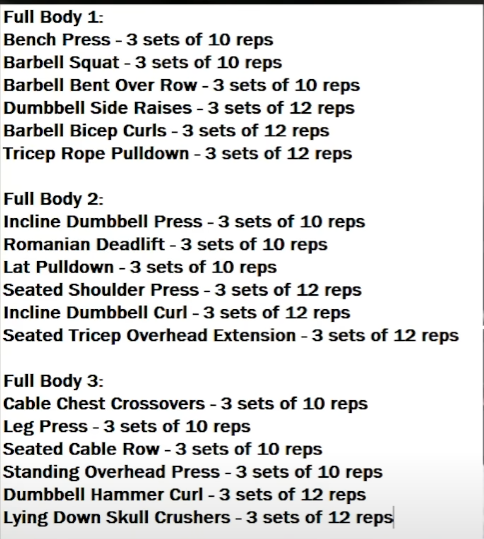 Full Body 1:
Bench Press - 3 sets of 10 reps
Barbell Squat - 3 sets of 10 reps
Barbell Bent Over Row - 3 sets of 10 reps
Dumbbell Side Raises - 3 sets of 12 reps
Barbell Bicep Curls - 3 sets of 12 reps
Tricep Rope Pulldown - 3 sets of 12 reps
Full Body 2:
Incline Dumbbell Press - 3 sets of 10 reps
Romanian Deadlift - 3 sets of 10 reps
Lat Pulldown - 3 sets of 10 reps
Seated Shoulder Press - 3 sets of 12 reps
Incline Dumbbell Curl - 3 sets of 12 reps
Seated Tricep Overhead Extension - 3 sets of 12 reps
Full Body 3:
Cable Chest Crossovers - 3 sets of 10 reps
Leg Press - 3 sets of 10 reps
Seated Cable Row - 3 sets of 10 reps
Standing Overhead Press - 3 sets of 10 reps
Dumbbell Hammer Curl - 3 sets of 12 reps
Lying Down Skull Crushers - 3 sets of 12 reps